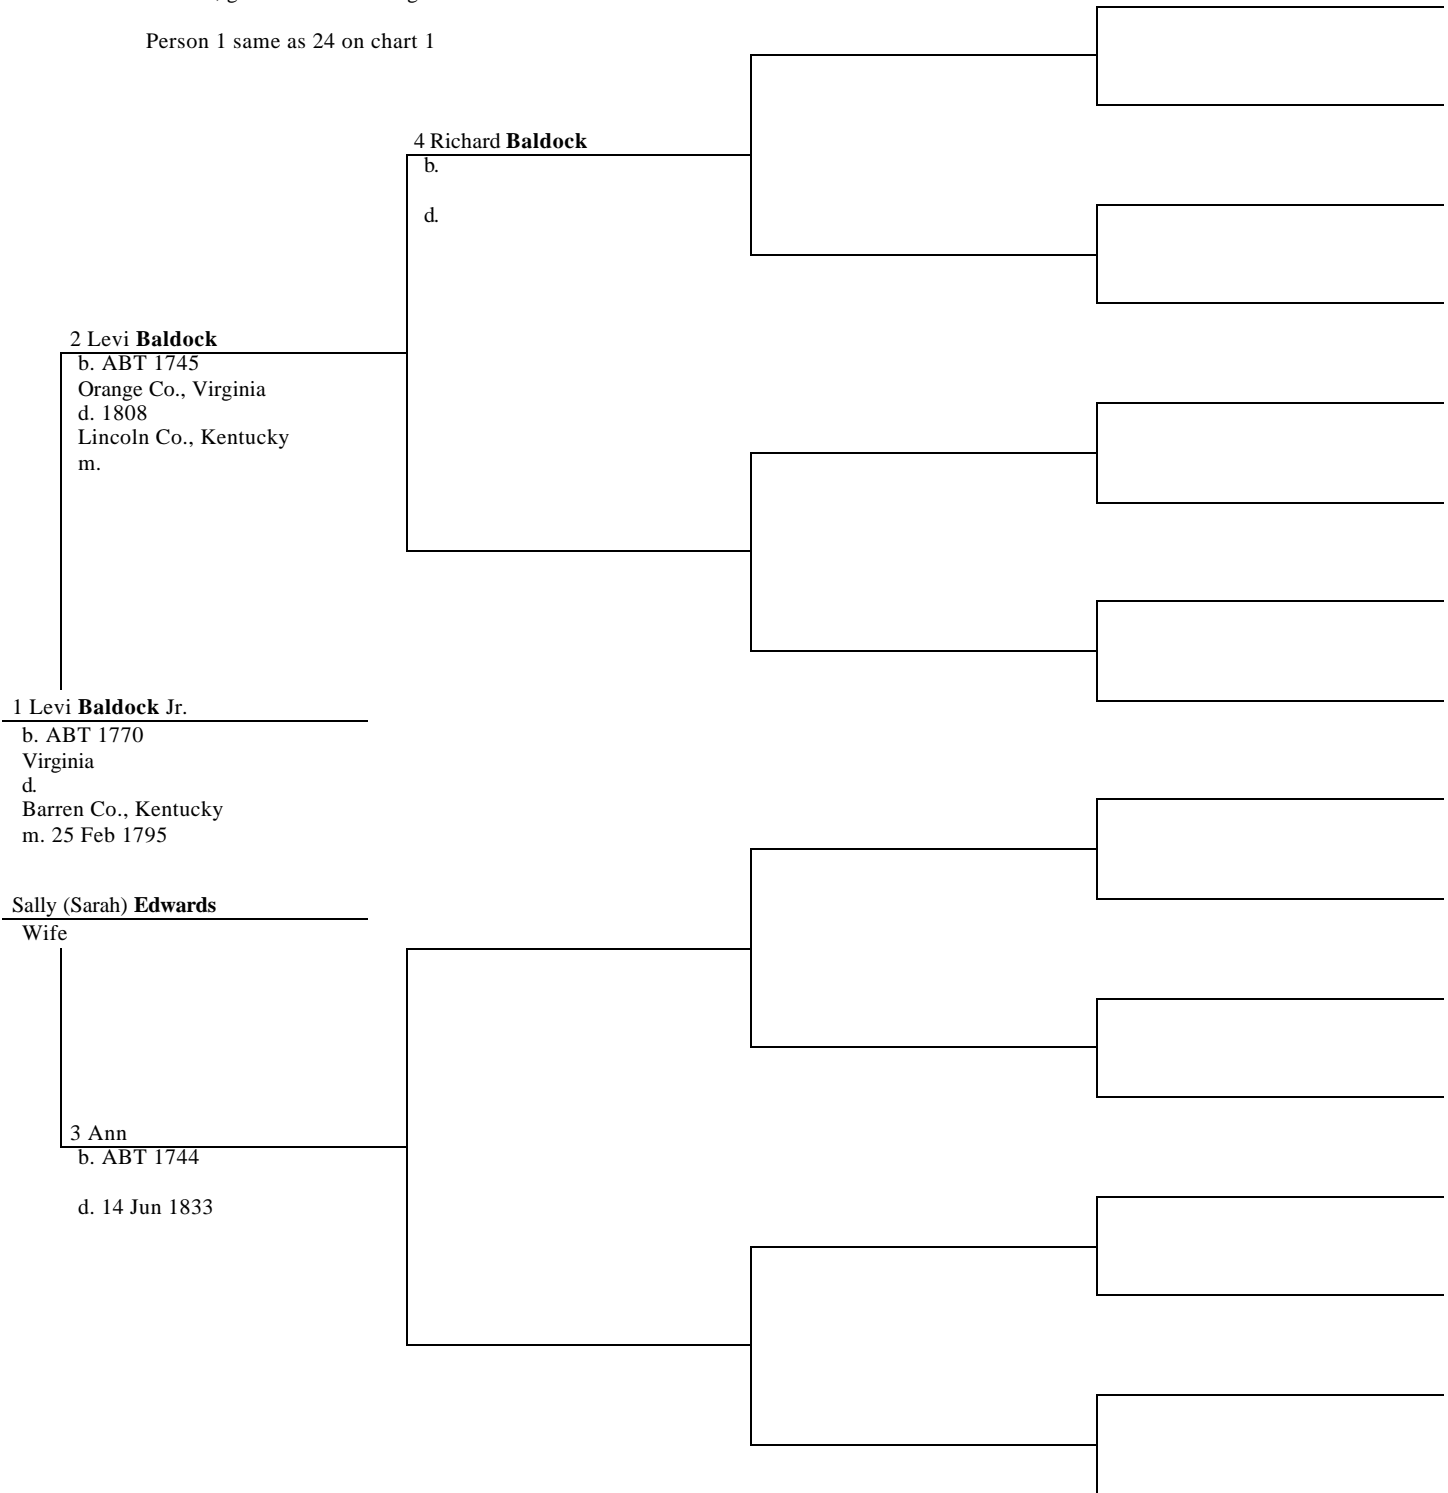 Person 1 same as 24 on chart 1
4 Richard Baldock
b.
d.
2 Levi Baldock
b. ABT 1745
Orange Co., Virginia
d. 1808
Lincoln Co., Kentucky
m.
1 Levi Baldock Jr.
b. ABT 1770
Virginia
d.
Barren Co., Kentucky
m. 25 Feb 1795
Sally (Sarah) Edwards
Wife
3 Ann
b. ABT 1744
d. 14 Jun 1833